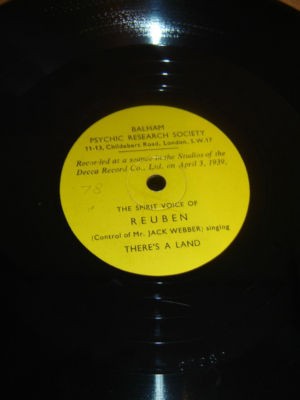 BALHAM
PSYCHIC RESEARCH SOCIETY
11-13, Childebert Road, London, S.W.17
Recorded at a seance in the Studios of the
Decca Record Co., Ltd. on April 3, 1939,
78
THE SPIRIT VOICE OF
REUBEN
(Control of Mr. JACK WEBBER) singing
THERE'S A LAND